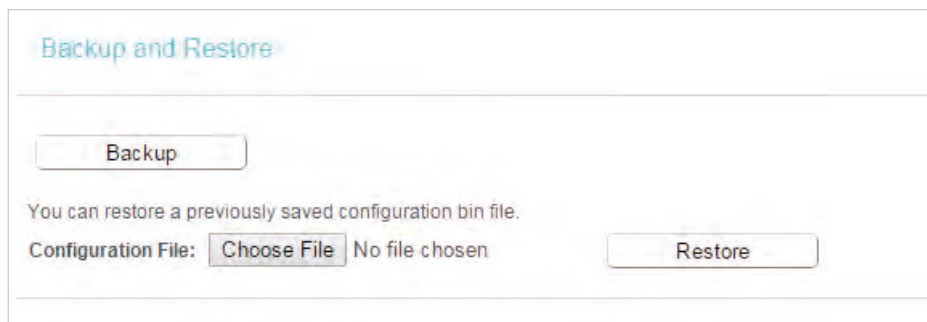 Backup and Restore
Backup
You can restore a previously saved configuration bin file.
Configuration File: Choose File No file chosen Restore